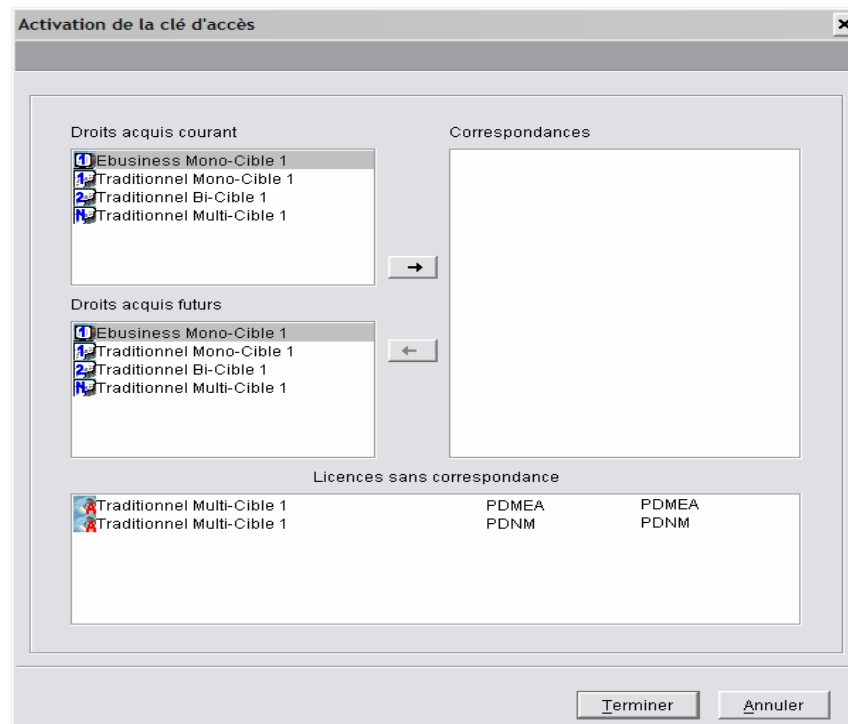 Activation de la clé d'accès
Droits acquis courant
Ebusiness Mono-Cible 1
Traditionnel Mono-Cible 1
Traditionnel Bi-Cible 1
Traditionnel Multi-Cible 1
Correspondances
Droits acquis futurs
Ebusiness Mono-Cible 1
Traditionnel Mono-Cible 1
Traditionnel Bi-Cible 1
Traditionnel Multi-Cible 1
Licences sans correspondance
Traditionnel Multi-Cible 1 PDMEA PDMEA
Traditionnel Multi-Cible 1 PDNM PDNM
Terminer Annuler